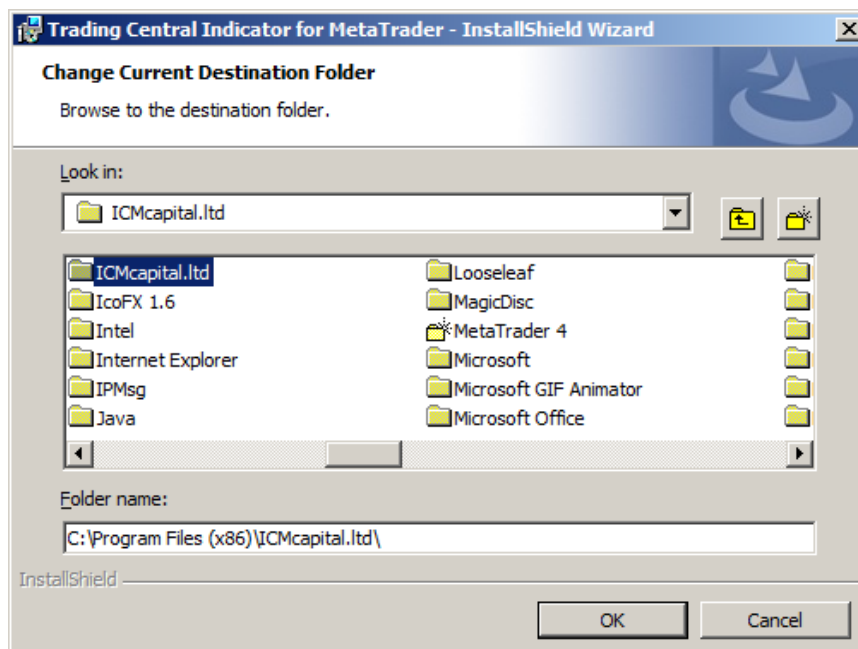 Trading Central Indicator for MetaTrader - InstallShield Wizard
Change Current Destination Folder
Browse to the destination folder.
Look in:
ICMcapital.ltd
ICMcapital.ltd
IcoFX 1.6
Intel
Internet Explorer
IPMsg
Java
Looseleaf
MagicDisc
MetaTrader 4
Microsoft
Microsoft GIF Animator
Microsoft Office
Folder name:
C:\Program Files (x86)\ICMcapital.ltd\
InstallShield
OK
Cancel